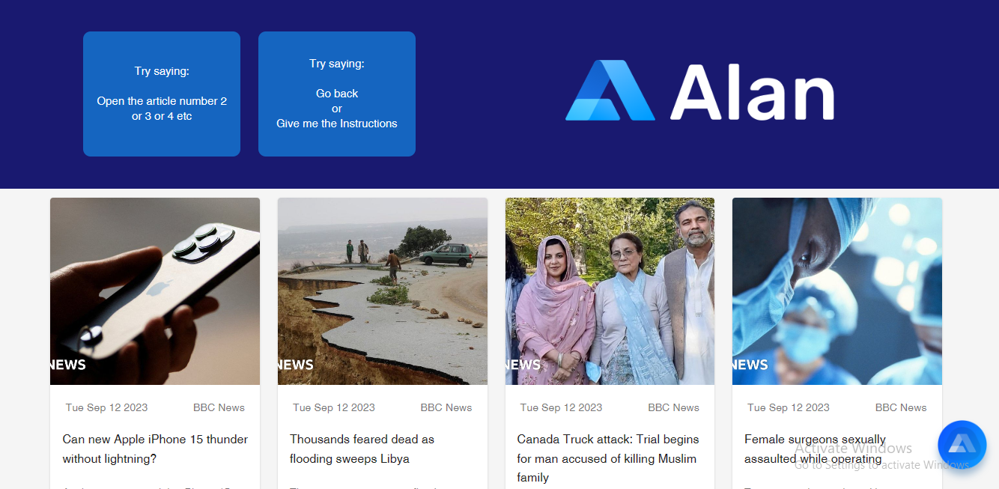 Try saying:
Open the article number 2
or 3 or 4 etc
Try saying:
Go back
or
Give me the Instructions
Alan
NEWS
NEWS
NEWS
NEWS
Tue Sep 12 2023
BBC News
Can new Apple iPhone 15 thunder
without lightning?
Tue Sep 12 2023
BBC News
Thousands feared dead as
flooding sweeps Libya
Tue Sep 12 2023
BBC News
Canada Truck attack: Trial begins
for man accused of killing Muslim
family
Tue Sep 12 2023
BBC News
Female surgeons sexually
assaulted while operating
Activate Windows
Go to Settings to activate Windows.